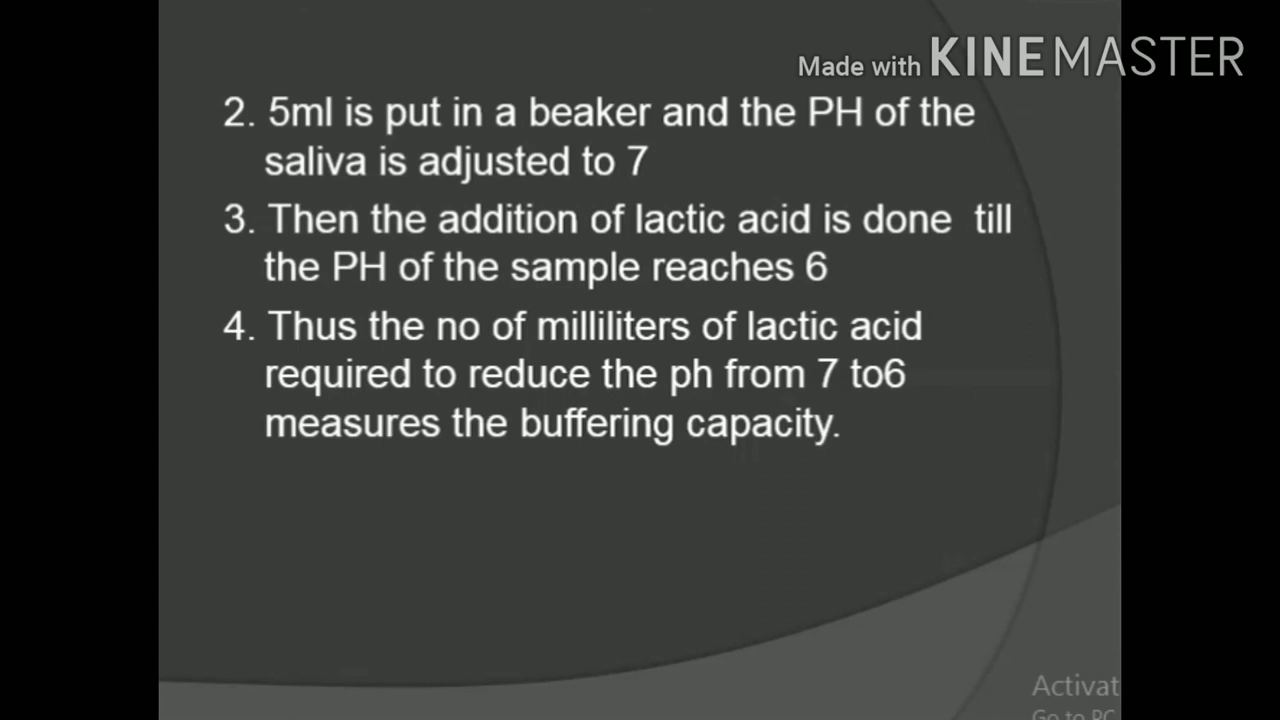 Made with KINEMASTER
2. 5ml is put in a beaker and the PH of the
saliva is adjusted to 7
3. Then the addition of lactic acid is done till
the PH of the sample reaches 6
4. Thus the no of milliliters of lactic acid
required to reduce the ph from 7 to6
measures the buffering capacity.
Activat
Go to PC